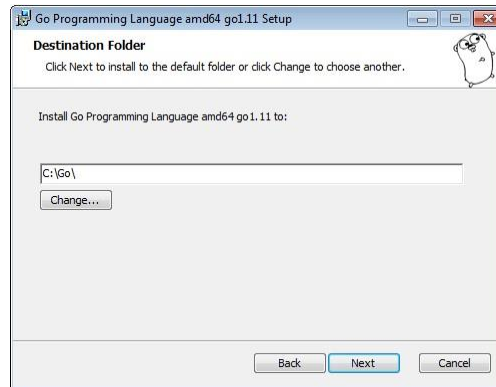 Go Programming Language amd64 go1.11 Setup
Destination Folder
Click Next to install to the default folder or click Change to choose another.
Install Go Programming Language amd64 go1.11 to:
C:\Go\
Change...
Back
Next
Cancel